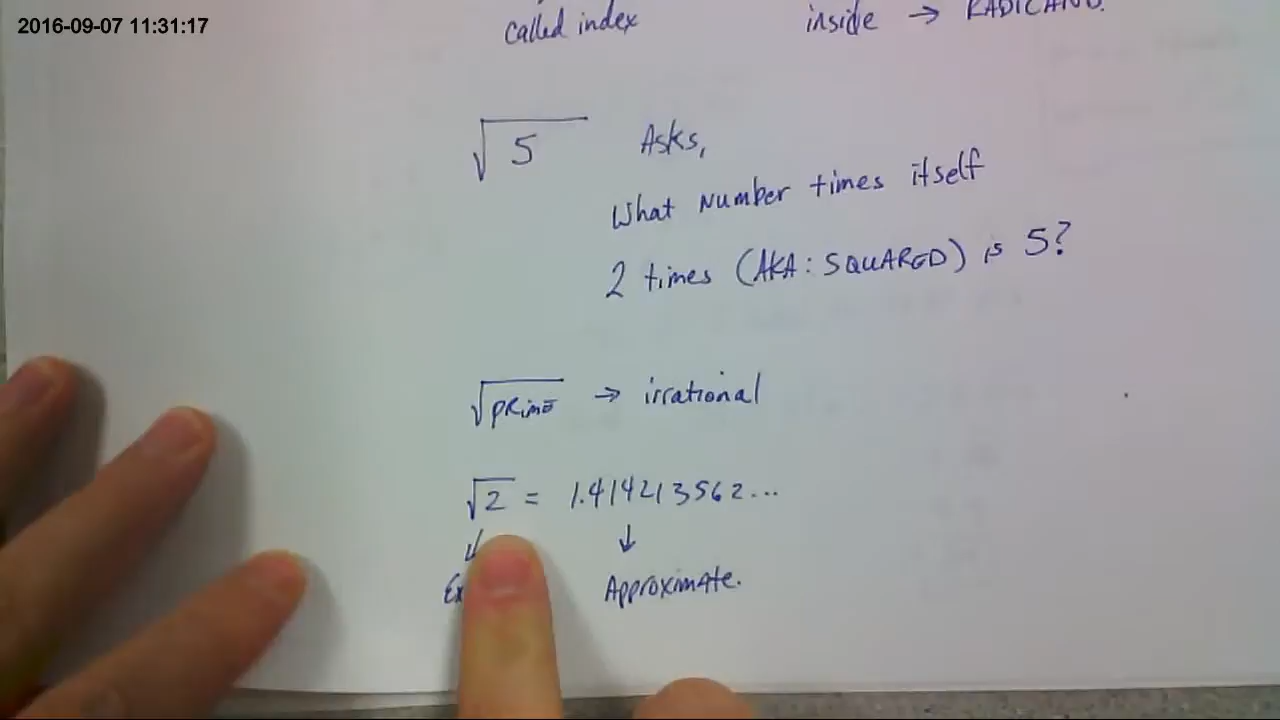 2016-09-07 11:31:17
called index inside → RADICAND.
√5 Asks,
What number times itself
2 times (AKA: SQUARED) is 5?
√PRIME → irrational
√2 = 1.414213562...
↓ ↓
Approximate.